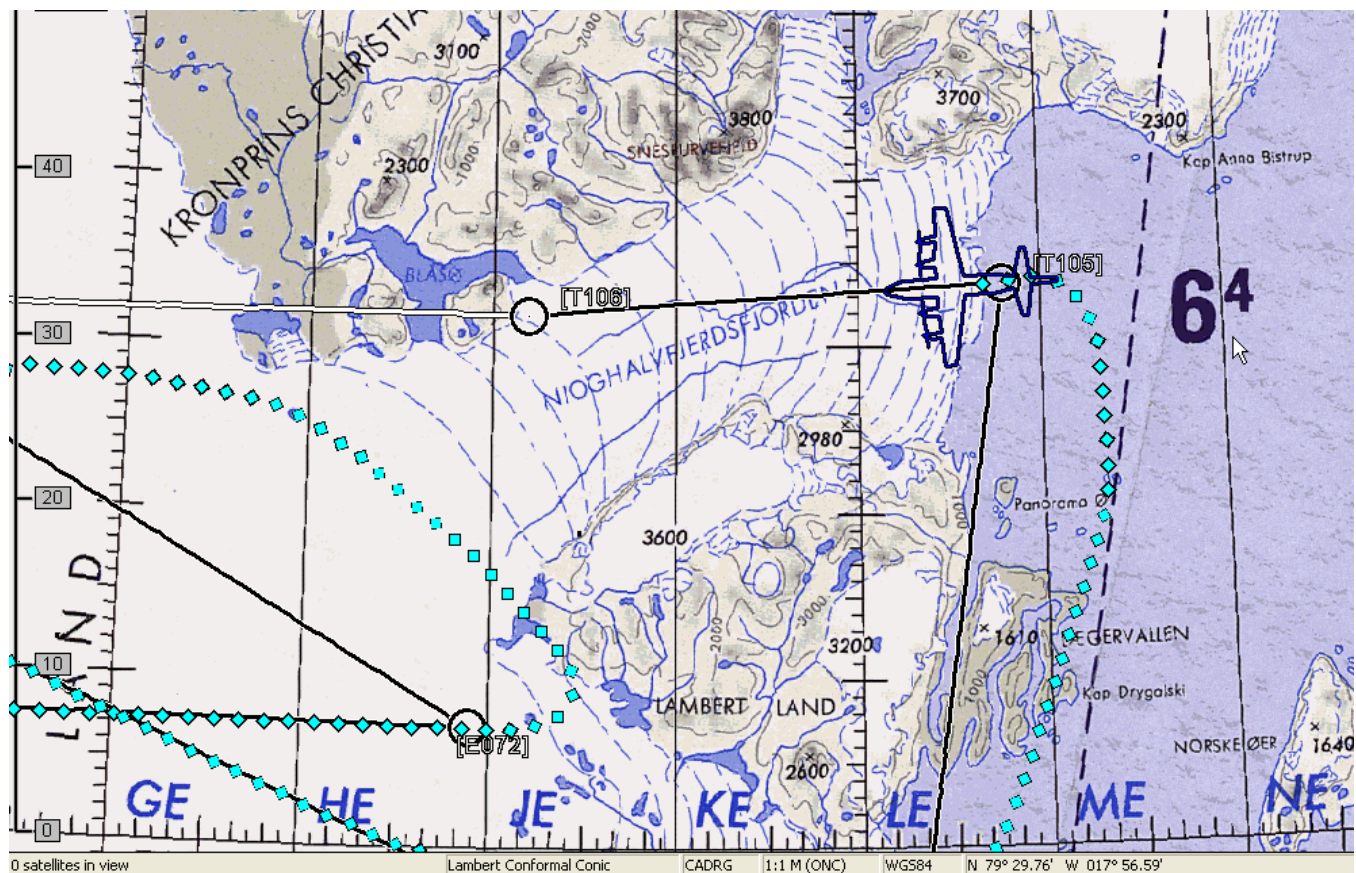 KRONPRINS CHRISTIA
3100
3000
3700
3800
2300
SNESPURVEFJELD
Kap Anna Bistrup
40
2300
1000
BLÅSØ
[T105]
[T106]
6⁴
30
NIOGHALVFJERDSFJORDEN
2980
20
1000
Panorama Ø
3600
LAND
2000
3000
3200
1610
ÆGERVALLEN
1000
10
Kap Drygalski
LAMBERT LAND
[E072]
2600
NORSKE ØER
1640
GE HE JE KE LE ME NE
0
0 satellites in view
Lambert Conformal Conic
CADRG
1:1 M (ONC)
WGS84
N 79° 29.76' W 017° 56.59'